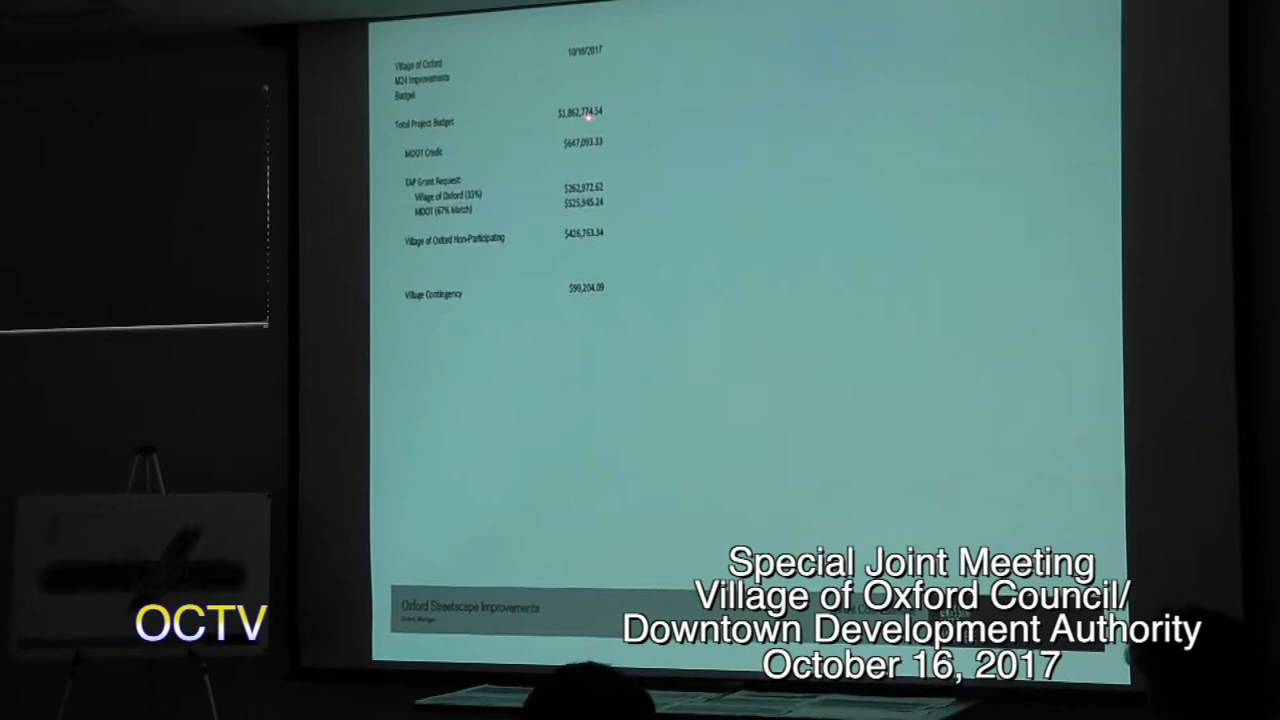 10/16/2017
Village of Oxford
M24 Improvements
Budget
Total Project Budget $1,862,774.54
MDOT Credit $647,093.33
TAP Grant Request:
Village of Oxford (33%) $262,972.62
MDOT (67% Match) $525,945.24
Village of Oxford Non-Participating $426,763.34
Village Contingency $99,204.09
Oxford Streetscape Improvements
Special Joint Meeting
Village of Oxford Council/
Downtown Development Authority
October 16, 2017
OCTV